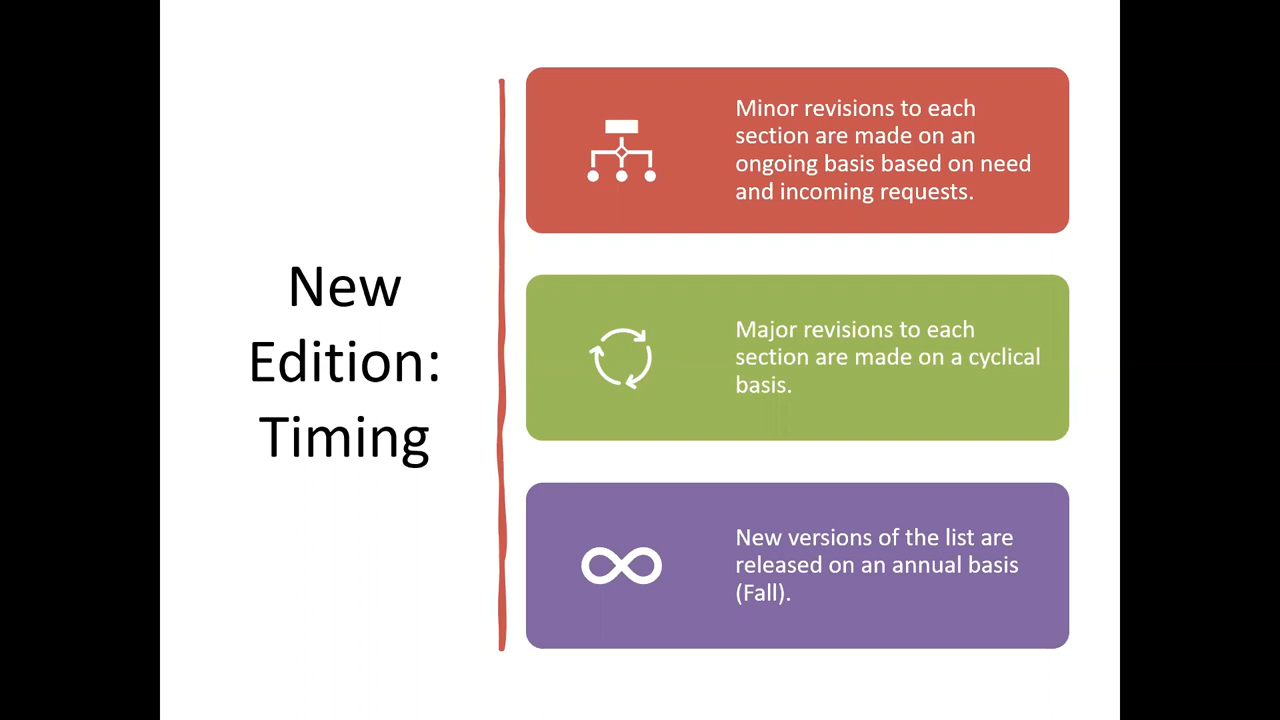 New
Edition:
Timing
Minor revisions to each
section are made on an
ongoing basis based on need
and incoming requests.
Major revisions to each
section are made on a cyclical
basis.
New versions of the list are
released on an annual basis
(Fall).